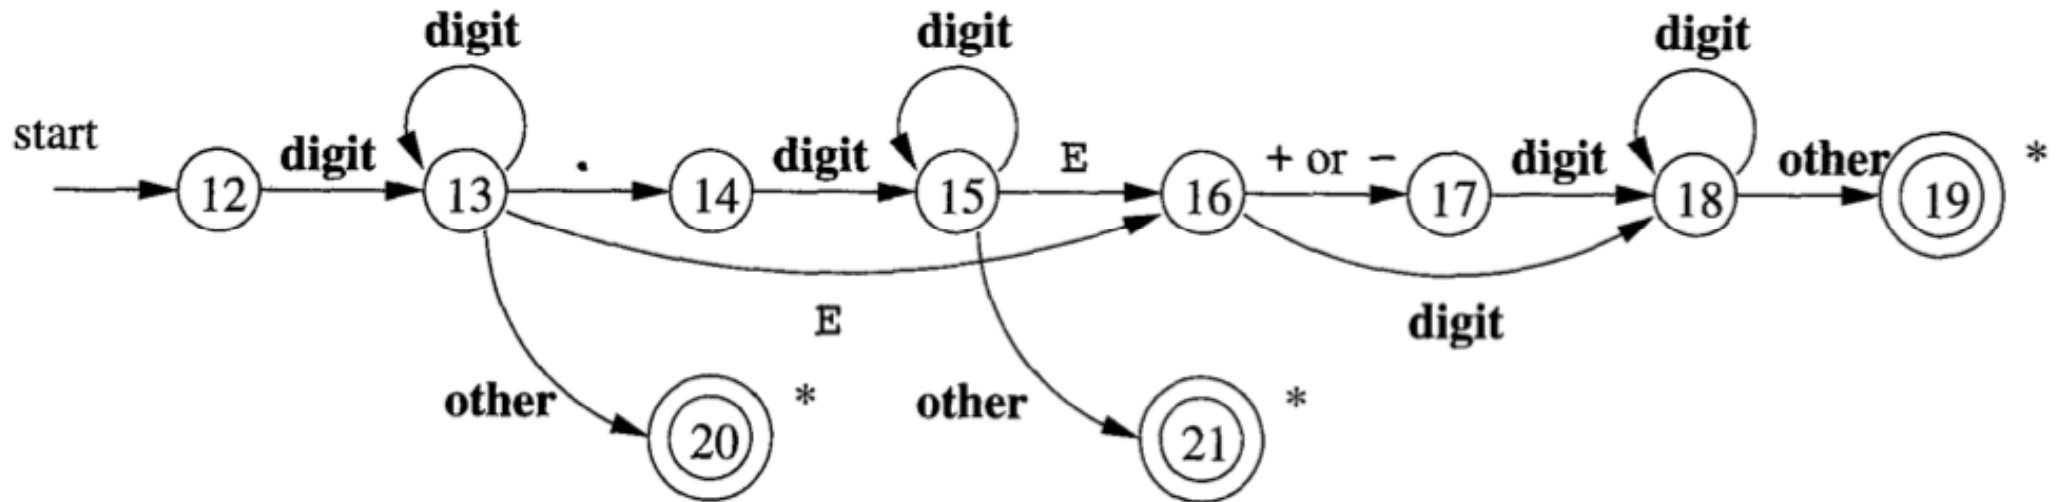 digit digit digit
start digit . digit E + or - digit other *
12 13 14 15 16 17 18 19
E digit
other * other *
20 21